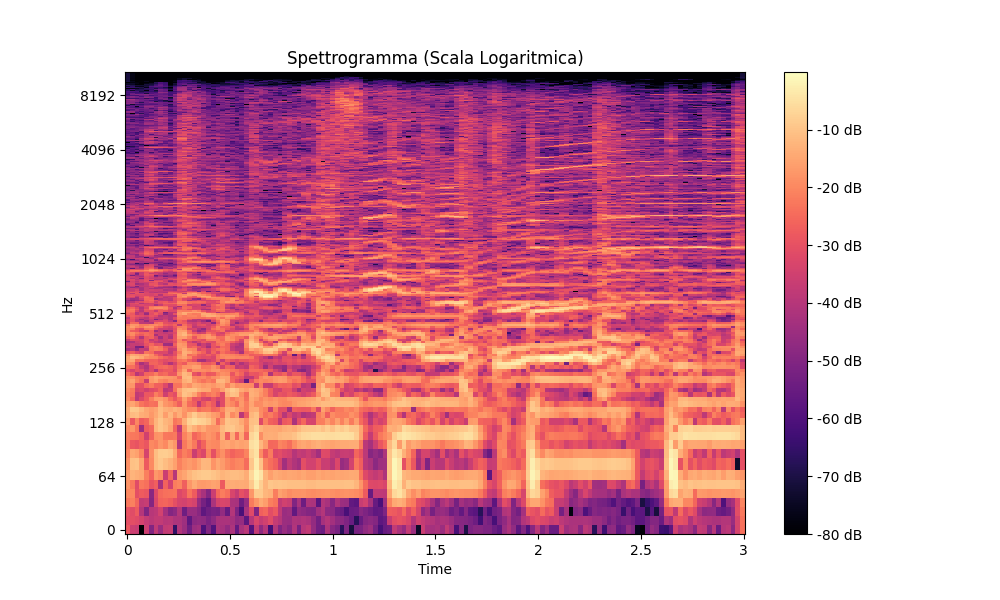 Spettrogramma (Scala Logaritmica)
Hz
8192
4096
2048
1024
512
256
128
64
0
0 0.5 1 1.5 2 2.5 3
Time
-10 dB
-20 dB
-30 dB
-40 dB
-50 dB
-60 dB
-70 dB
-80 dB